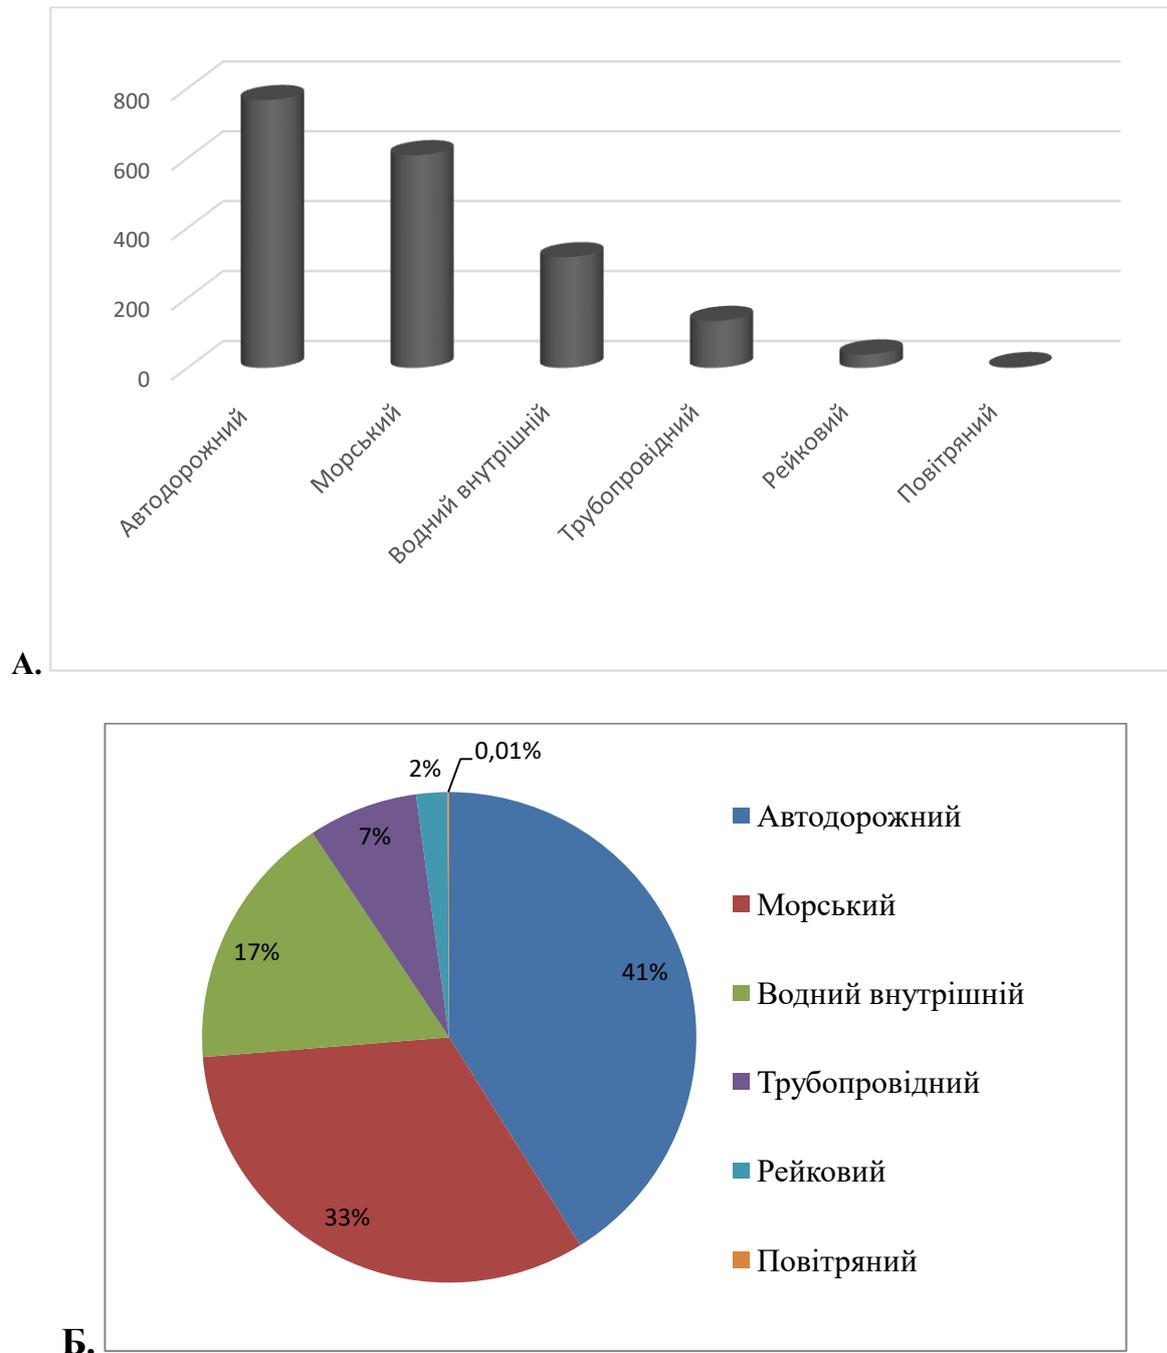 800
600
400
200
0
Автодорожний
Морський
Водний внутрішній
Трубопровідний
Рейковий
Повітряний
А.
0,01%
2%
7%
17%
41%
33%
Автодорожний
Морський
Водний внутрішній
Трубопровідний
Рейковий
Повітряний
Б.